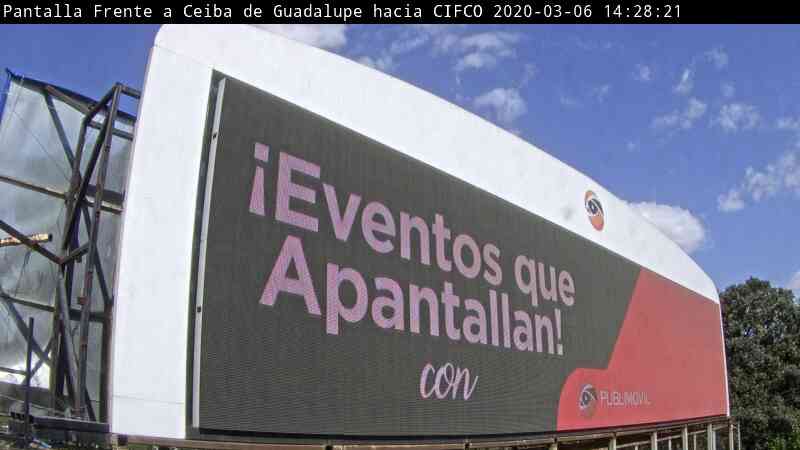 Pantalla Frente a Ceiba de Guadalupe hacia CIFCO 2020-03-06 14:28:21
¡Eventos que
Apantallan!
con
PUBLIMOVIL